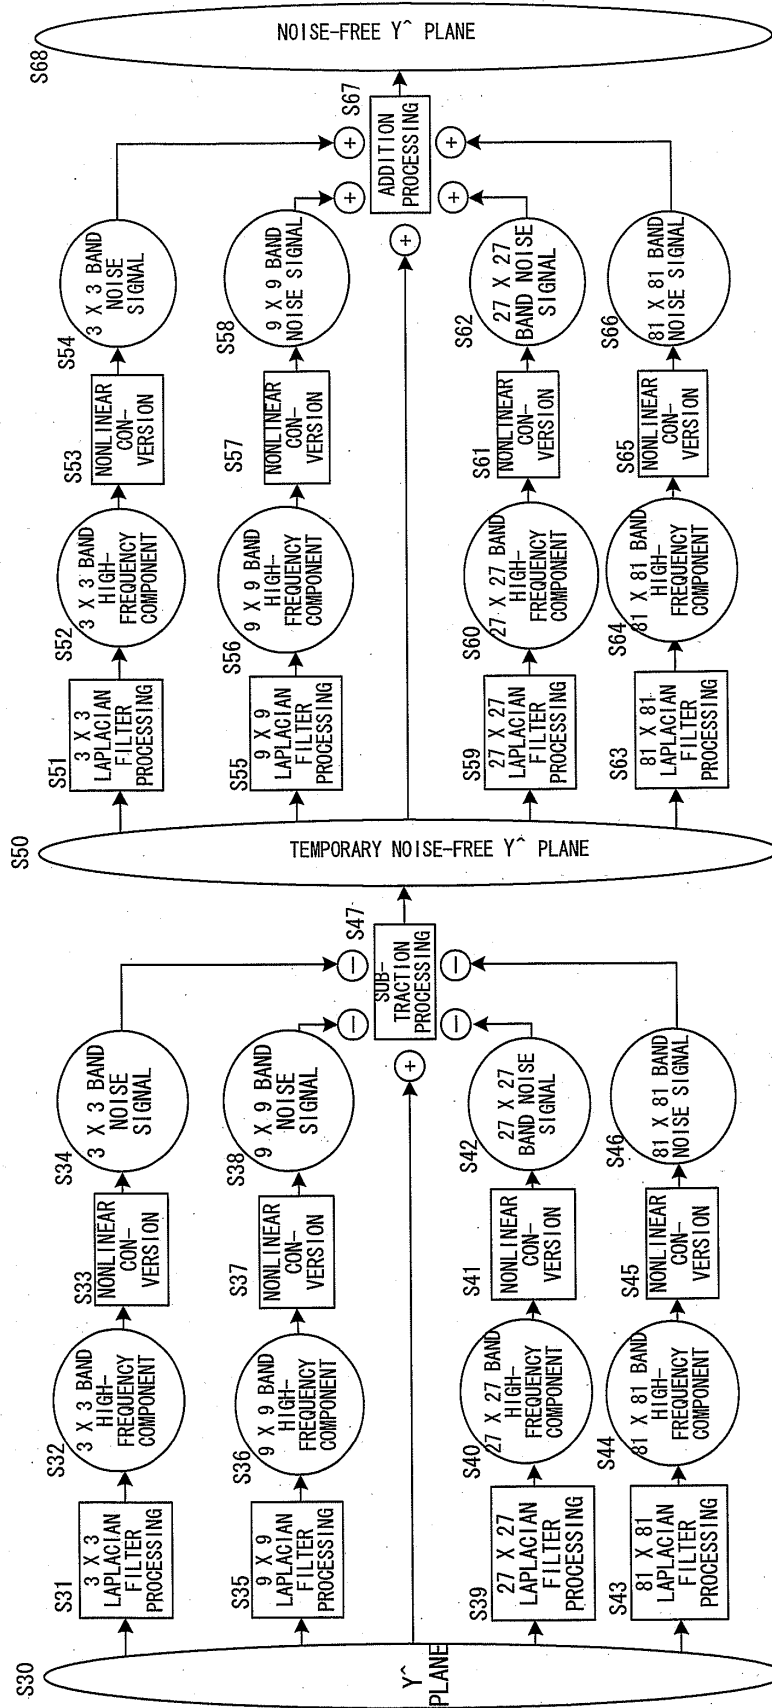 S30
Y^
PLANE
S31
3 X 3
LAPLACIAN
FILTER
PROCESSING
S32
3 X 3 BAND
HIGH-
FREQUENCY
COMPONENT
S33
NONLINEAR
CON-
VERSION
S34
3 X 3 BAND
NOISE
SIGNAL
S35
9 X 9
LAPLACIAN
FILTER
PROCESSING
S36
9 X 9 BAND
HIGH-
FREQUENCY
COMPONENT
S37
NONLINEAR
CON-
VERSION
S38
9 X 9 BAND
NOISE
SIGNAL
S39
27 X 27
LAPLACIAN
FILTER
PROCESSING
S40
27 X 27 BAND
HIGH-
FREQUENCY
COMPONENT
S41
NONLINEAR
CON-
VERSION
S42
27 X 27
BAND NOISE
SIGNAL
S43
81 X 81
LAPLACIAN
FILTER
PROCESSING
S44
81 X 81 BAND
HIGH-
FREQUENCY
COMPONENT
S45
NONLINEAR
CON-
VERSION
S46
81 X 81 BAND
NOISE SIGNAL
−
−
+
−
−
S47
SUB-
TRACTION
PROCESSING
S50
TEMPORARY NOISE-FREE Y^ PLANE
S51
3 X 3
LAPLACIAN
FILTER
PROCESSING
S52
3 X 3 BAND
HIGH-
FREQUENCY
COMPONENT
S53
NONLINEAR
CON-
VERSION
S54
3 X 3 BAND
NOISE
SIGNAL
S55
9 X 9
LAPLACIAN
FILTER
PROCESSING
S56
9 X 9 BAND
HIGH-
FREQUENCY
COMPONENT
S57
NONLINEAR
CON-
VERSION
S58
9 X 9 BAND
NOISE SIGNAL
S59
27 X 27
LAPLACIAN
FILTER
PROCESSING
S60
27 X 27 BAND
HIGH-
FREQUENCY
COMPONENT
S61
NONLINEAR
CON-
VERSION
S62
27 X 27
BAND NOISE
SIGNAL
S63
81 X 81
LAPLACIAN
FILTER
PROCESSING
S64
81 X 81 BAND
HIGH-
FREQUENCY
COMPONENT
S65
NONLINEAR
CON-
VERSION
S66
81 X 81 BAND
NOISE SIGNAL
+
+
+
+
+
S67
ADDITION
PROCESSING
S68
NOISE-FREE Y^ PLANE